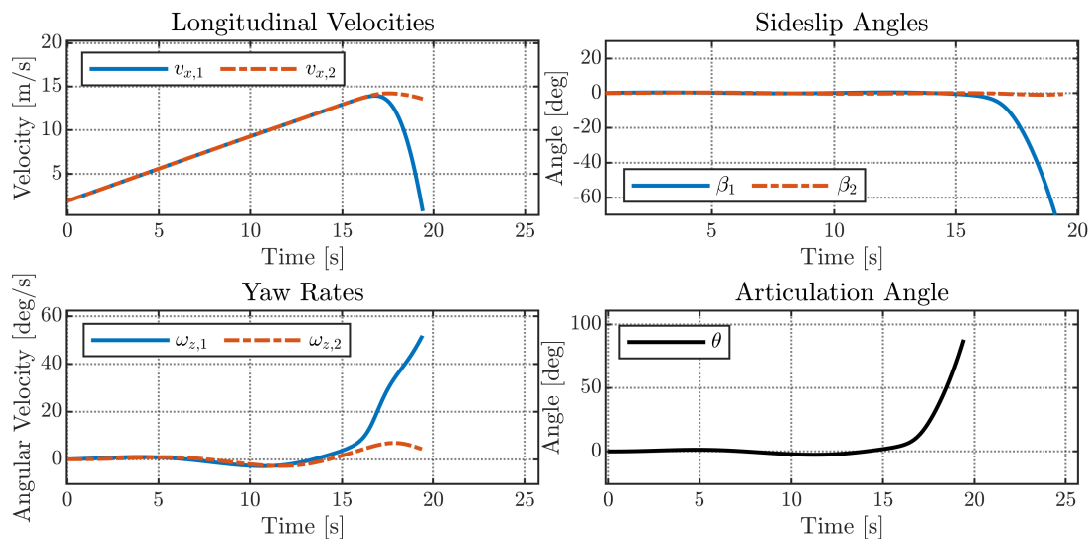 Longitudinal Velocities
Velocity [m/s]
20
15
10
5
v_{x,1} v_{x,2}
0 5 10 15 20 25
Time [s]
Sideslip Angles
Angle [deg]
20
0
-20
-40
-60
β_1 β_2
5 10 15 20
Time [s]
Yaw Rates
Angular Velocity [deg/s]
60
40
20
0
ω_{z,1} ω_{z,2}
0 5 10 15 20 25
Time [s]
Articulation Angle
Angle [deg]
100
50
0
θ
0 5 10 15 20 25
Time [s]